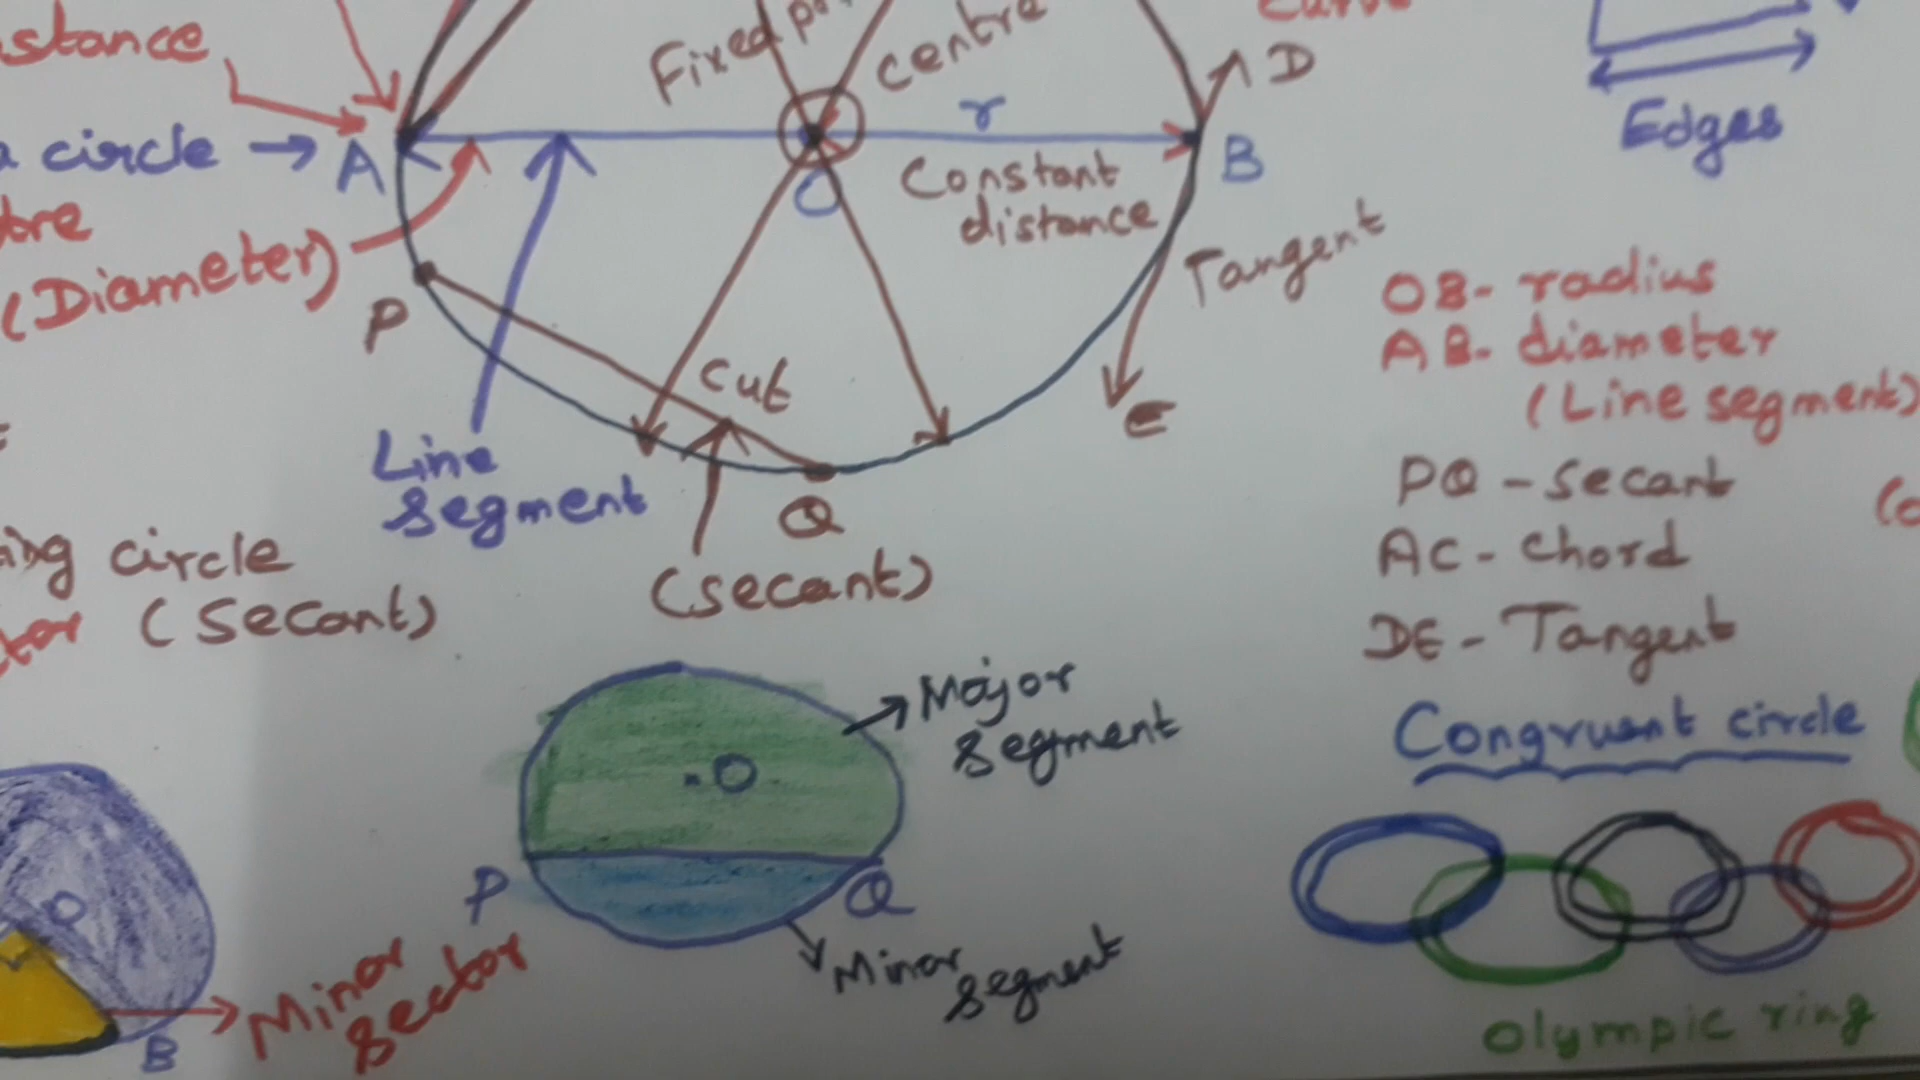 stance
a circle → A
tre
(Diameter)
P
Fixed
centre
r
O
Constant
distance
B
D
Tangent
E
Edges
Line
segment
cut
Q
(secant)
circle
(Secant)
OB - radius
AB - diameter
(Line segment)
PQ - secant
AC - chord
DE - Tangent
Congruent circle
Olympic ring
Major
segment
O
P
Q
Minor
segment
O
B
Minor
sector